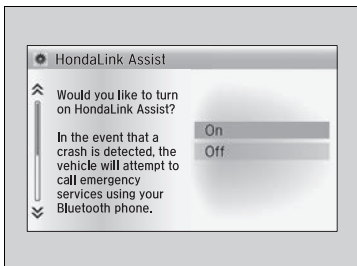 HondaLink Assist
Would you like to turn
on HondaLink Assist?
In the event that a
crash is detected, the
vehicle will attempt to
call emergency
services using your
Bluetooth phone.
On
Off